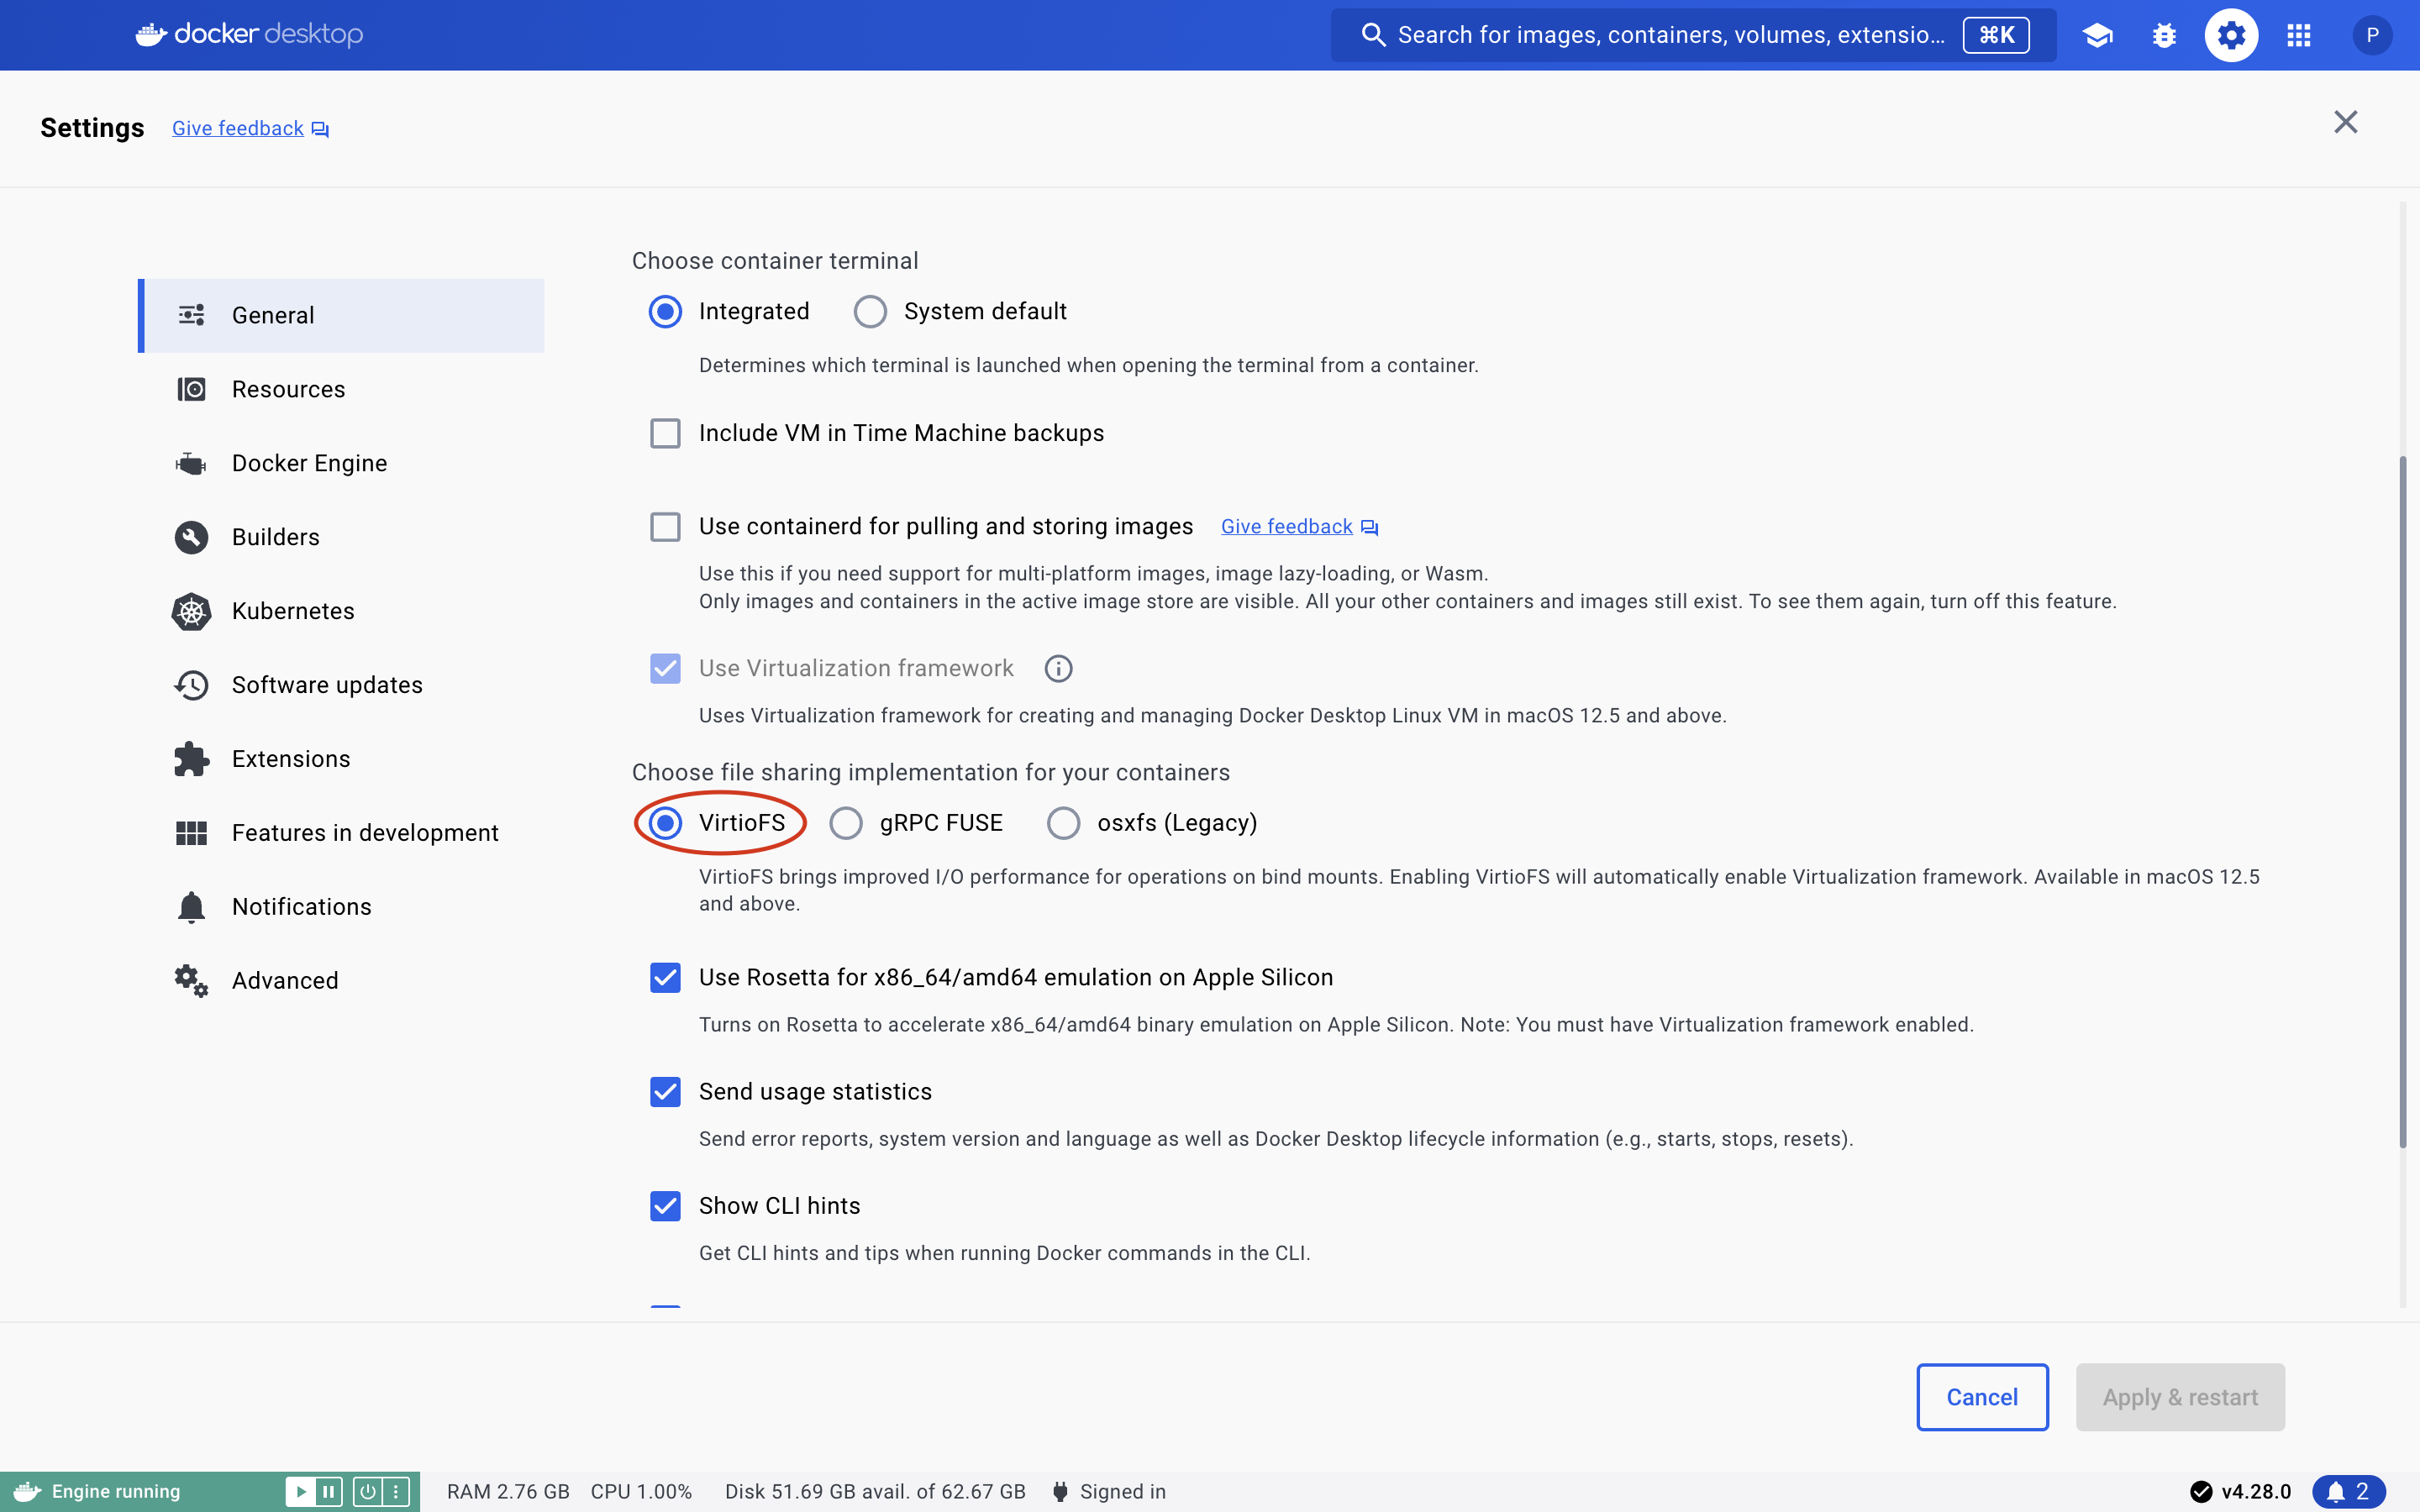 docker desktop
Search for images, containers, volumes, extensio...
⌘K
P
Settings
Give feedback
General
Resources
Docker Engine
Builders
Kubernetes
Software updates
Extensions
Features in development
Notifications
Advanced
Choose container terminal
Integrated
System default
Determines which terminal is launched when opening the terminal from a container.
Include VM in Time Machine backups
Use containerd for pulling and storing images
Give feedback
Use this if you need support for multi-platform images, image lazy-loading, or Wasm.
Only images and containers in the active image store are visible. All your other containers and images still exist. To see them again, turn off this feature.
Use Virtualization framework
Uses Virtualization framework for creating and managing Docker Desktop Linux VM in macOS 12.5 and above.
Choose file sharing implementation for your containers
VirtioFS
gRPC FUSE
osxfs (Legacy)
VirtioFS brings improved I/O performance for operations on bind mounts. Enabling VirtioFS will automatically enable Virtualization framework. Available in macOS 12.5
and above.
Use Rosetta for x86_64/amd64 emulation on Apple Silicon
Turns on Rosetta to accelerate x86_64/amd64 binary emulation on Apple Silicon. Note: You must have Virtualization framework enabled.
Send usage statistics
Send error reports, system version and language as well as Docker Desktop lifecycle information (e.g., starts, stops, resets).
Show CLI hints
Get CLI hints and tips when running Docker commands in the CLI.
Cancel
Apply & restart
Engine running
RAM 2.76 GB
CPU 1.00%
Disk 51.69 GB avail. of 62.67 GB
Signed in
v4.28.0
2